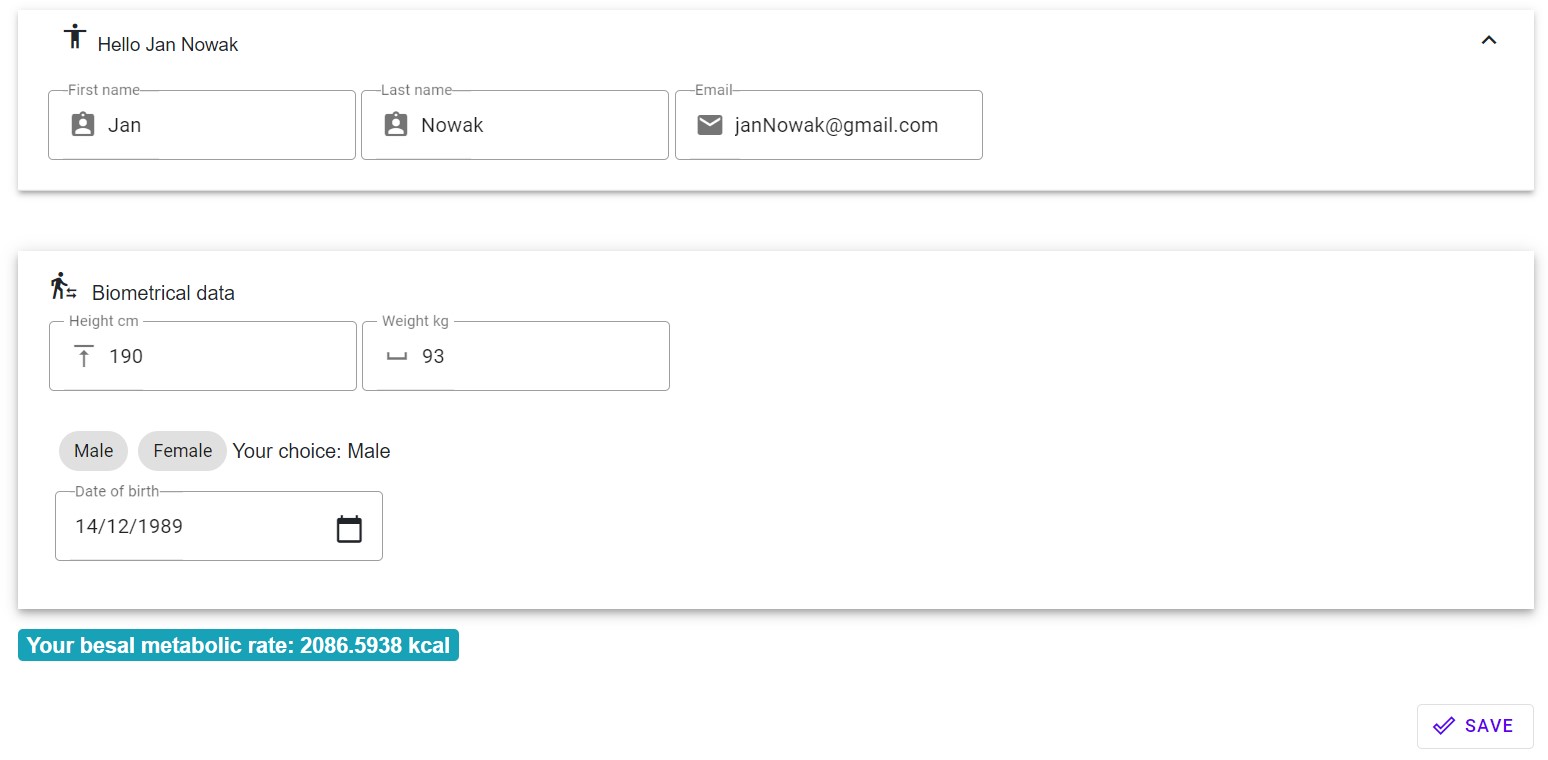 Hello Jan Nowak
First name Last name Email
Jan Nowak janNowak@gmail.com
Biometrical data
Height cm Weight kg
190 93
Male Female Your choice: Male
Date of birth
14/12/1989
Your besal metabolic rate: 2086.5938 kcal
SAVE